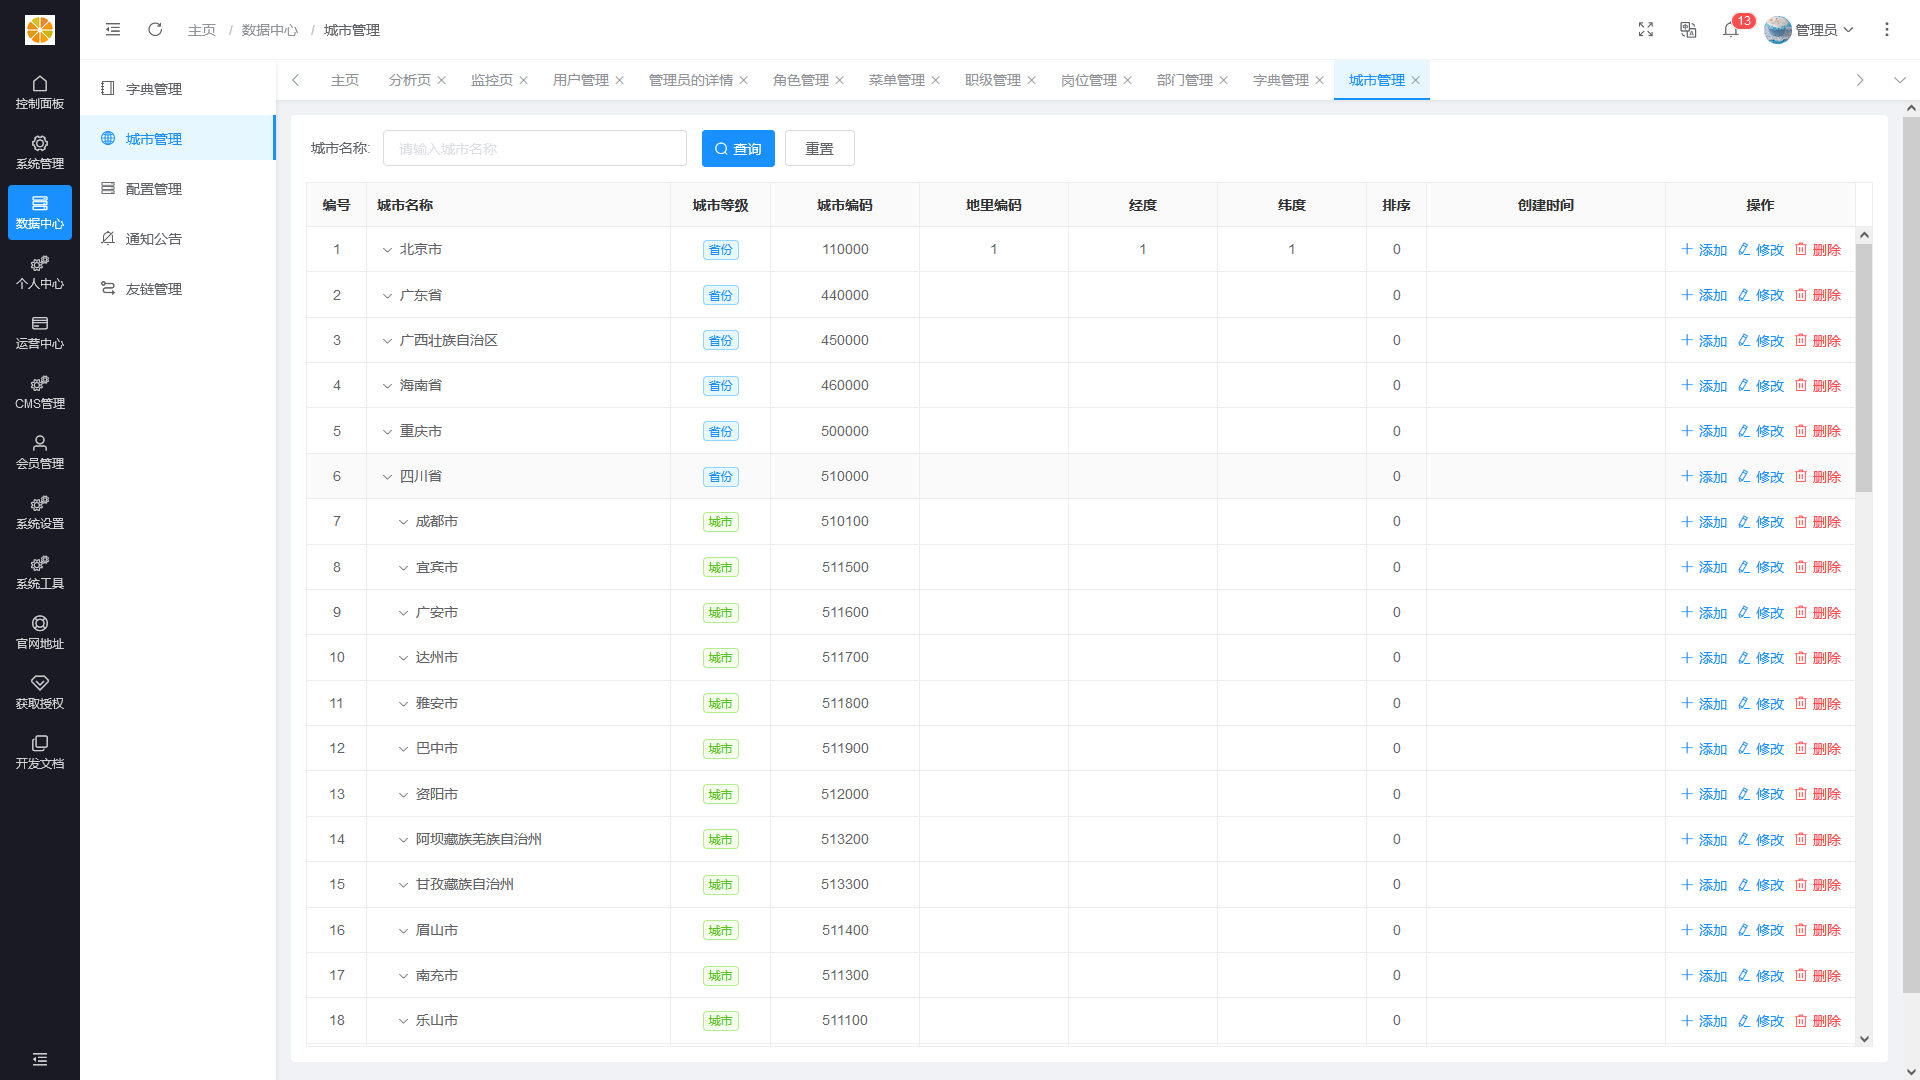 主页 / 数据中心 / 城市管理
13
管理员
控制面板
系统管理
数据中心
个人中心
运营中心
CMS管理
会员管理
系统设置
系统工具
官网地址
获取授权
开发文档
字典管理
城市管理
配置管理
通知公告
友链管理
主页 分析页 监控页 用户管理 管理员的详情 角色管理 菜单管理 职级管理 岗位管理 部门管理 字典管理 城市管理
城市名称: 请输入城市名称 查询 重置
编号 城市名称 城市等级 城市编码 地里编码 经度 纬度 排序 创建时间 操作
1 北京市 省份 110000 1 1 1 0 添加 修改 删除
2 广东省 省份 440000 0 添加 修改 删除
3 广西壮族自治区 省份 450000 0 添加 修改 删除
4 海南省 省份 460000 0 添加 修改 删除
5 重庆市 省份 500000 0 添加 修改 删除
6 四川省 省份 510000 0 添加 修改 删除
7 成都市 城市 510100 0 添加 修改 删除
8 宜宾市 城市 511500 0 添加 修改 删除
9 广安市 城市 511600 0 添加 修改 删除
10 达州市 城市 511700 0 添加 修改 删除
11 雅安市 城市 511800 0 添加 修改 删除
12 巴中市 城市 511900 0 添加 修改 删除
13 资阳市 城市 512000 0 添加 修改 删除
14 阿坝藏族羌族自治州 城市 513200 0 添加 修改 删除
15 甘孜藏族自治州 城市 513300 0 添加 修改 删除
16 眉山市 城市 511400 0 添加 修改 删除
17 南充市 城市 511300 0 添加 修改 删除
18 乐山市 城市 511100 0 添加 修改 删除